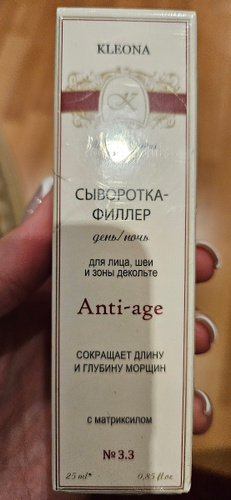 KLEONA
K
СЫВОРОТКА-
ФИЛЛЕР
день/ночь
для лица, шеи
и зоны декольте
Anti-age
СОКРАЩАЕТ ДЛИНУ
И ГЛУБИНУ МОРЩИН
с матриксилом
№ 3.3
25 ml* 0,85 fl.oz